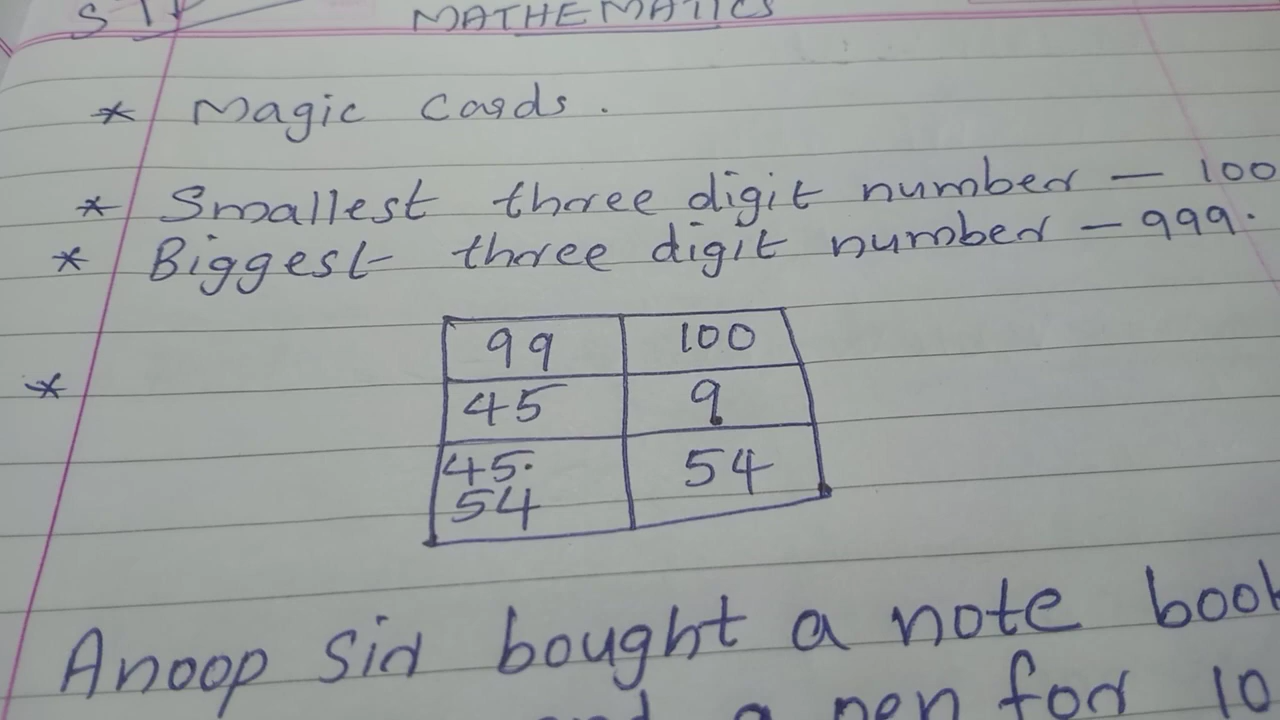 MATHEMATICS
* Magic Cards.
* Smallest three digit number - 100
* Biggest three digit number - 999.
*
99 100
45 9
45. 54
54
Anoop Sir bought a note book
a pen for 10